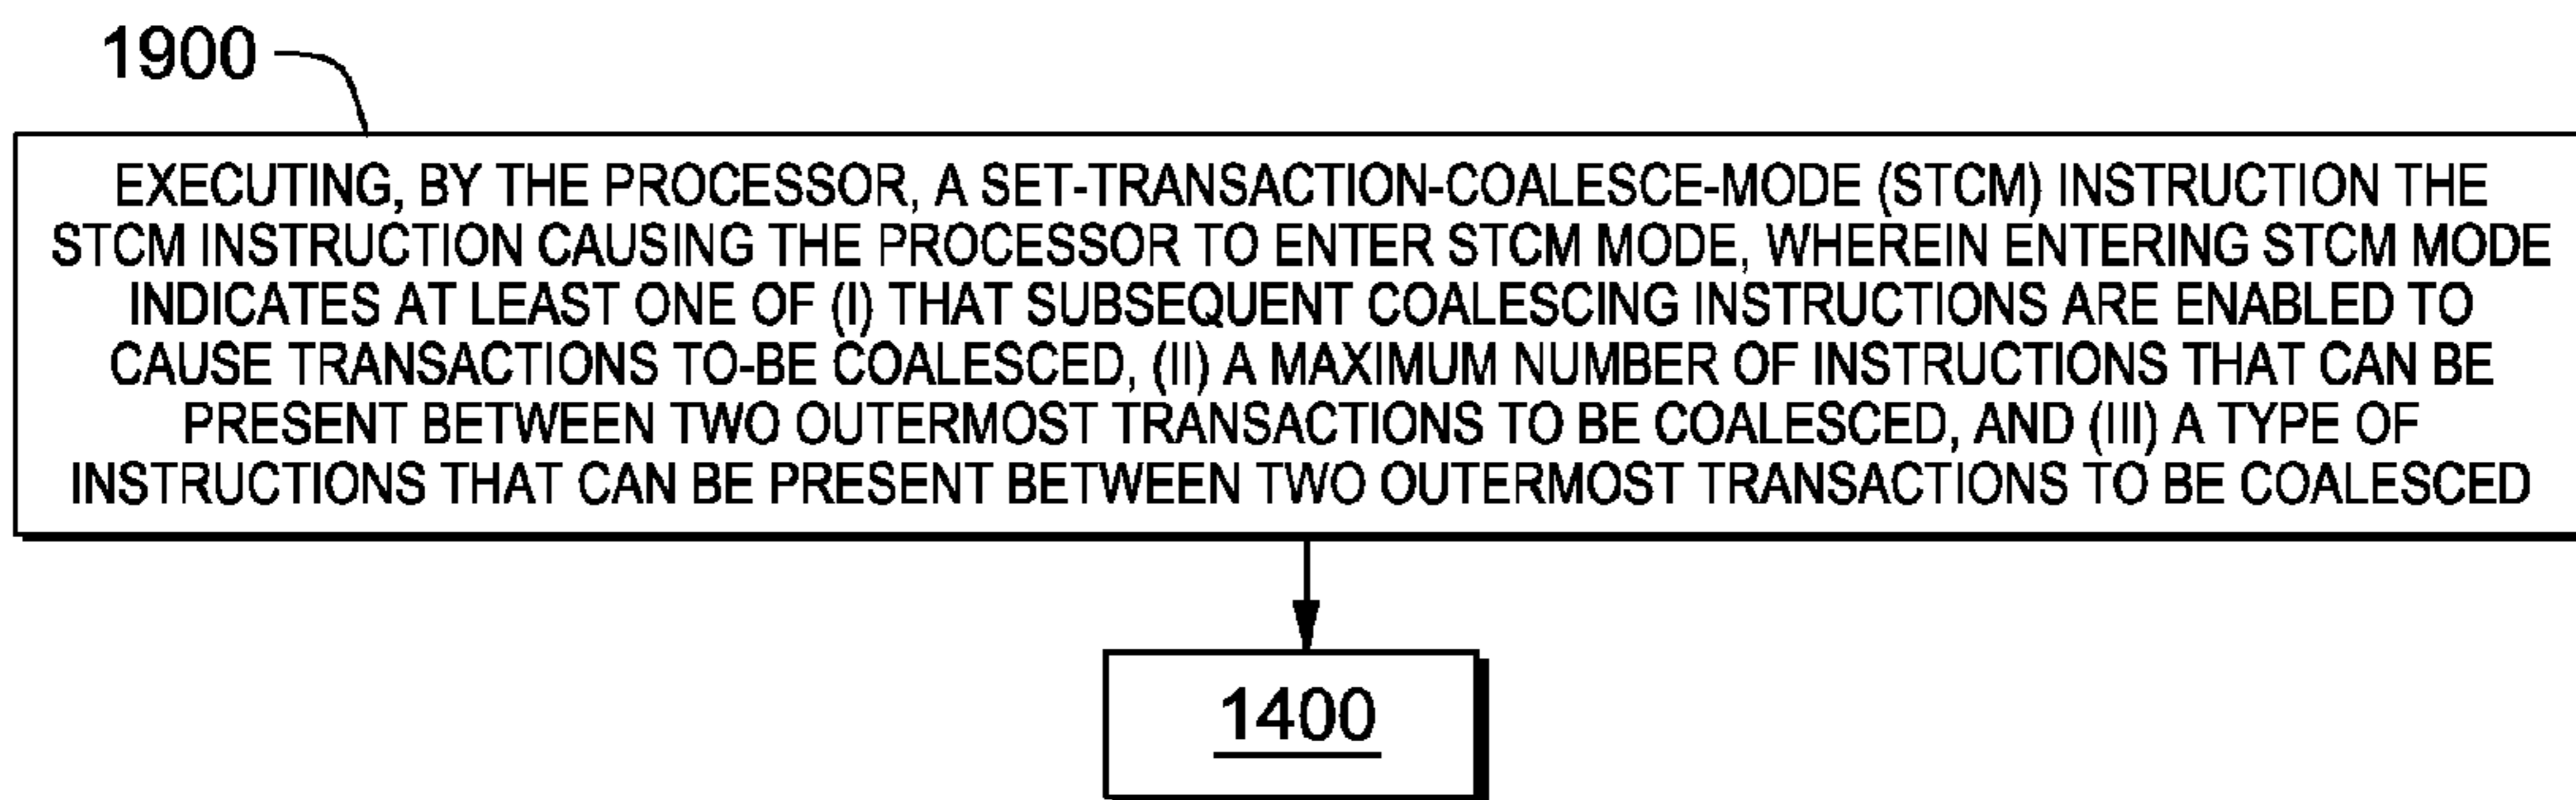 1900
EXECUTING, BY THE PROCESSOR, A SET-TRANSACTION-COALESCE-MODE (STCM) INSTRUCTION THE
STCM INSTRUCTION CAUSING THE PROCESSOR TO ENTER STCM MODE, WHEREIN ENTERING STCM MODE
INDICATES AT LEAST ONE OF (I) THAT SUBSEQUENT COALESCING INSTRUCTIONS ARE ENABLED TO
CAUSE TRANSACTIONS TO-BE COALESCED, (II) A MAXIMUM NUMBER OF INSTRUCTIONS THAT CAN BE
PRESENT BETWEEN TWO OUTERMOST TRANSACTIONS TO BE COALESCED, AND (III) A TYPE OF
INSTRUCTIONS THAT CAN BE PRESENT BETWEEN TWO OUTERMOST TRANSACTIONS TO BE COALESCED
1400